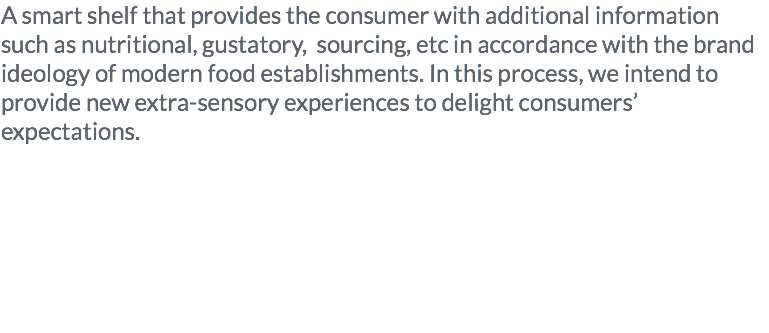 A smart shelf that provides the consumer with additional information
such as nutritional, gustatory,  sourcing, etc in accordance with the brand
ideology of modern food establishments. In this process, we intend to
provide new extra-sensory experiences to delight consumers’
expectations.